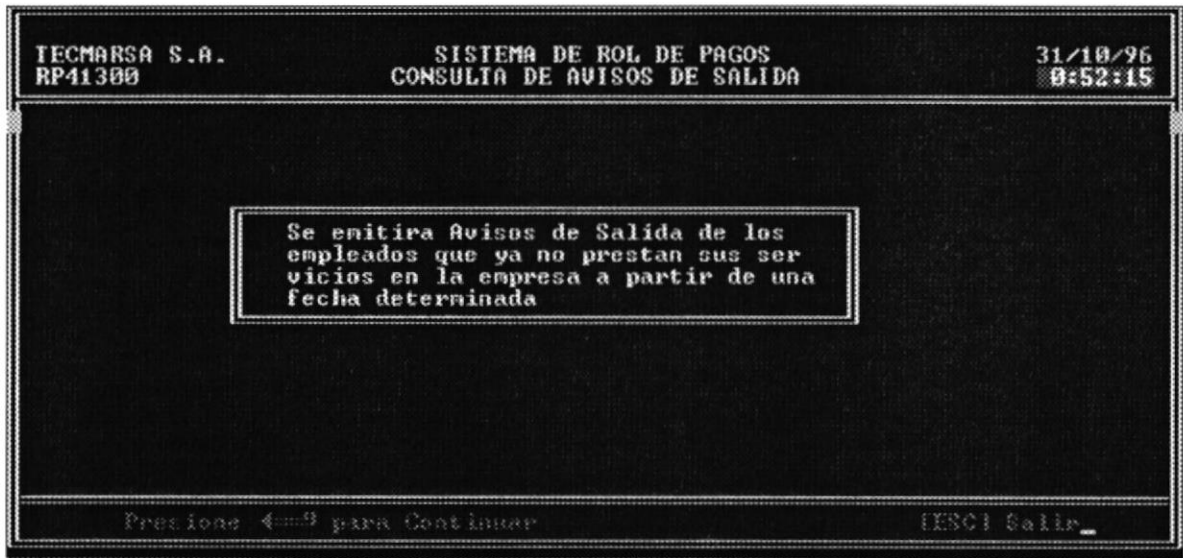 TECMARSA S.A. SISTEMA DE ROL DE PAGOS 31/10/96
RP41300 CONSULTA DE AVISOS DE SALIDA 0:52:15
Se emitira Avisos de Salida de los
empleados que ya no prestan sus ser
vicios en la empresa a partir de una
fecha determinada
Presione para Continuar [ESC] Salir